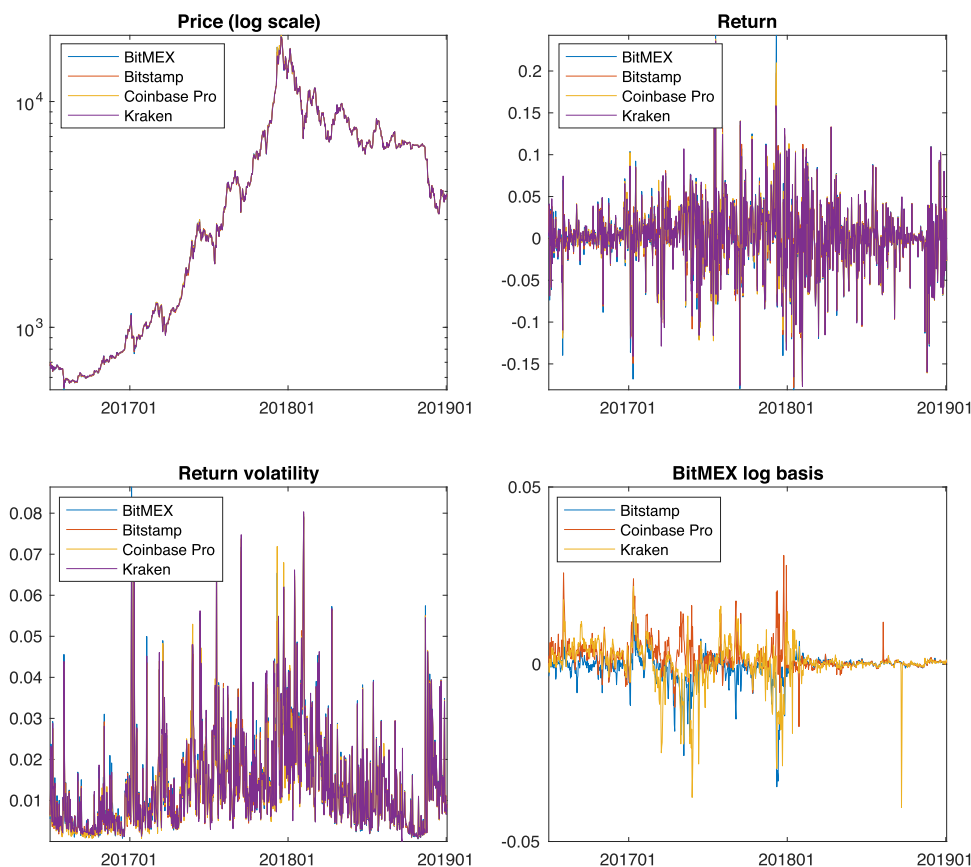 Price (log scale)
BitMEX
Bitstamp
Coinbase Pro
Kraken
10^4
10^3
201701
201801
201901
Return
BitMEX
Bitstamp
Coinbase Pro
Kraken
0.2
0.1
0.05
0
-0.05
-0.1
-0.15
201701
201801
201901
Return volatility
BitMEX
Bitstamp
Coinbase Pro
Kraken
0.08
0.07
0.06
0.05
0.04
0.03
0.02
0.01
201701
201801
201901
BitMEX log basis
Bitstamp
Coinbase Pro
Kraken
0.05
0
-0.05
201701
201801
201901